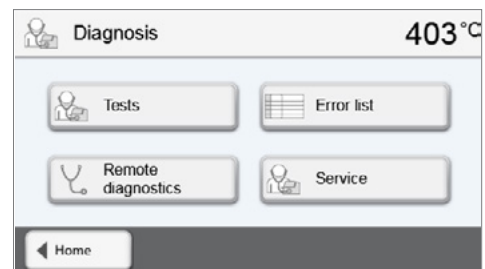 Diagnosis
403 °C
Tests
Error list
Remote
diagnostics
Service
Home